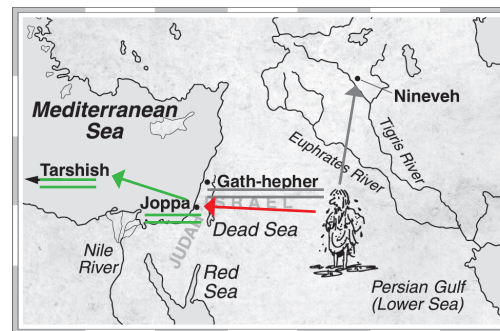 Mediterranean
Sea
Nineveh
Tigris River
Euphrates River
Tarshish
Gath-hepher
ISRAEL
Joppa
JUDAH
Dead Sea
Nile
River
Red
Sea
Persian Gulf
(Lower Sea)